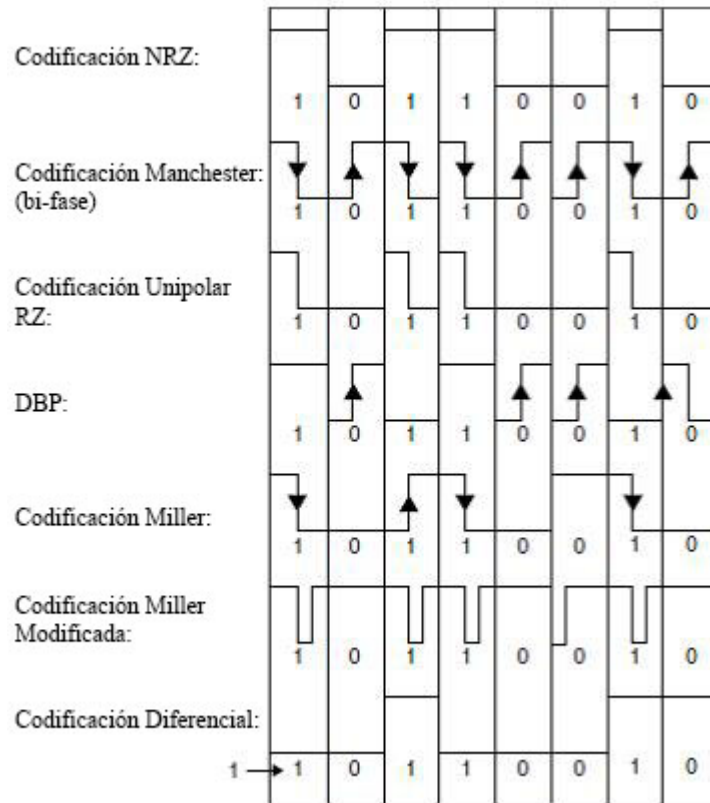 Codificación NRZ:
1 0 1 1 0 0 1 0
Codificación Manchester:
(bi-fase)
1 0 1 1 0 0 1 0
Codificación Unipolar
RZ:
1 0 1 1 0 0 1 0
DBP:
1 0 1 1 0 0 1 0
Codificación Miller:
1 0 1 1 0 0 1 0
Codificación Miller
Modificada:
1 0 1 1 0 0 1 0
Codificación Diferencial:
1 1 0 1 1 0 0 1 0